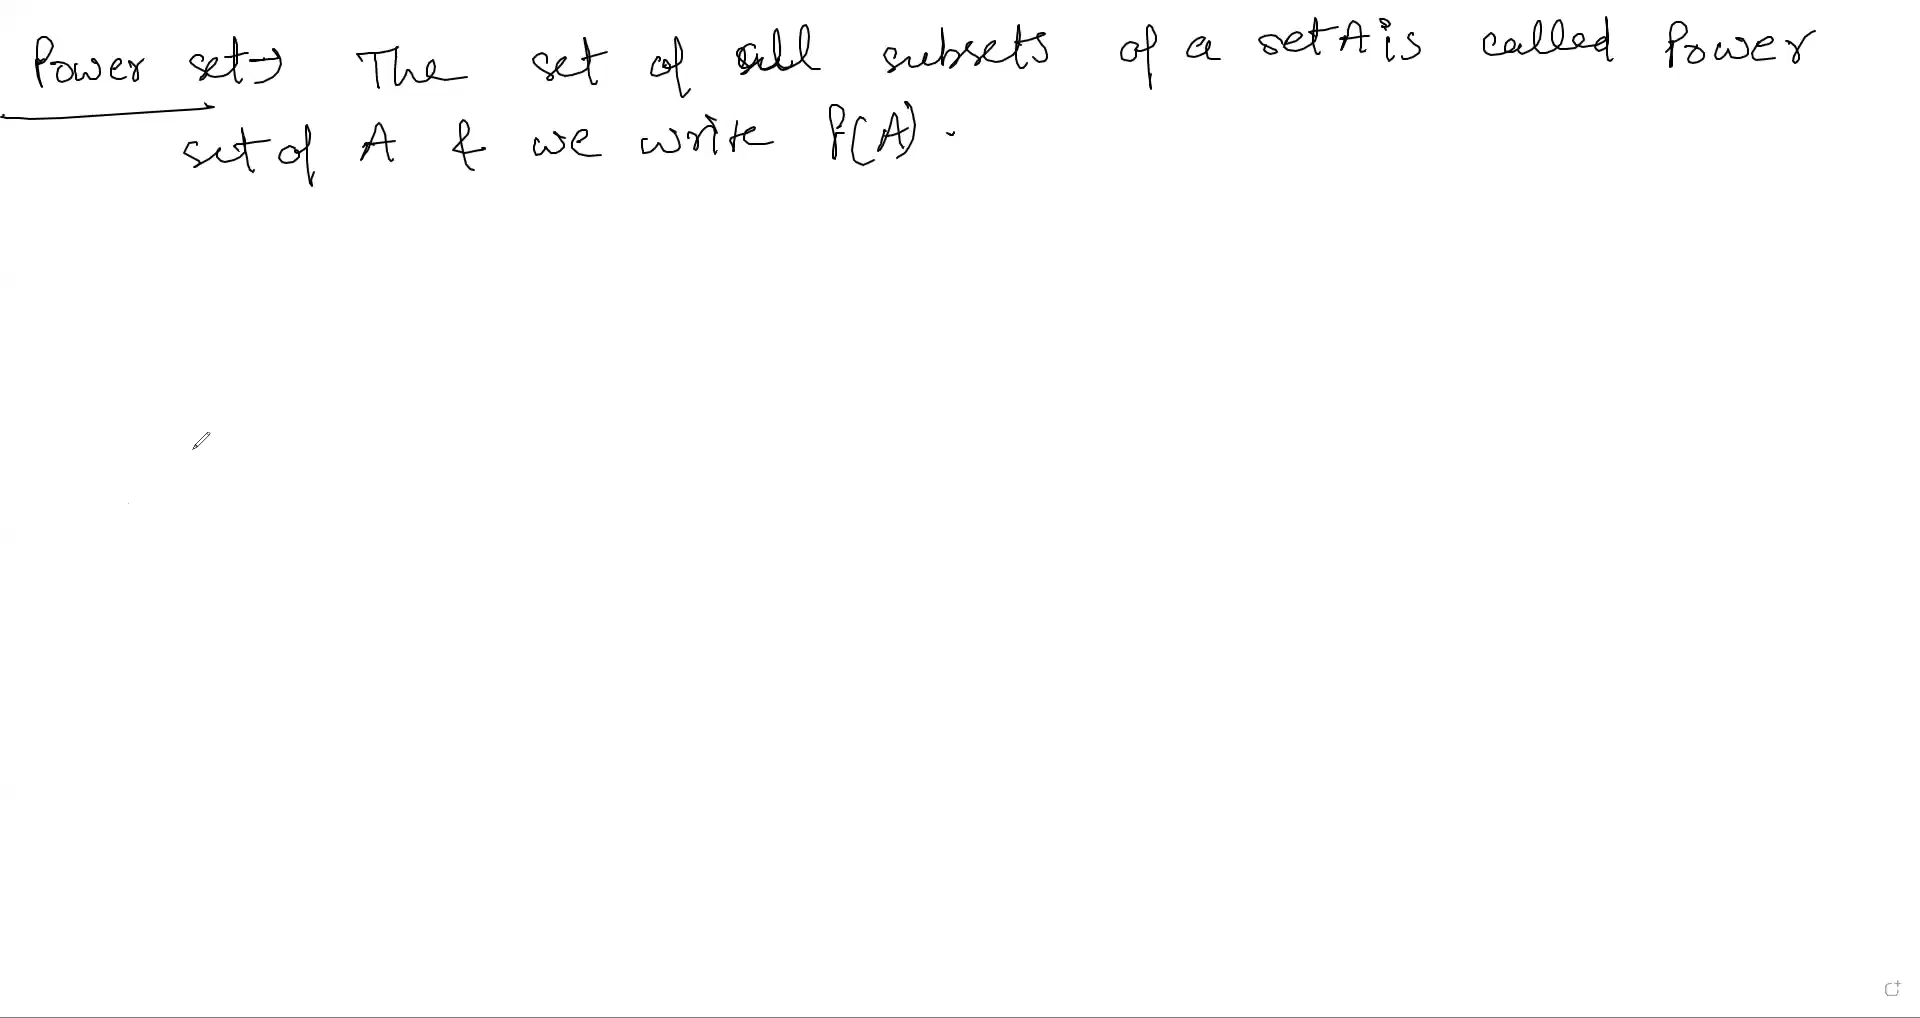 Power set → The set of all subsets of a set A is called Power
set of A & we write P(A).